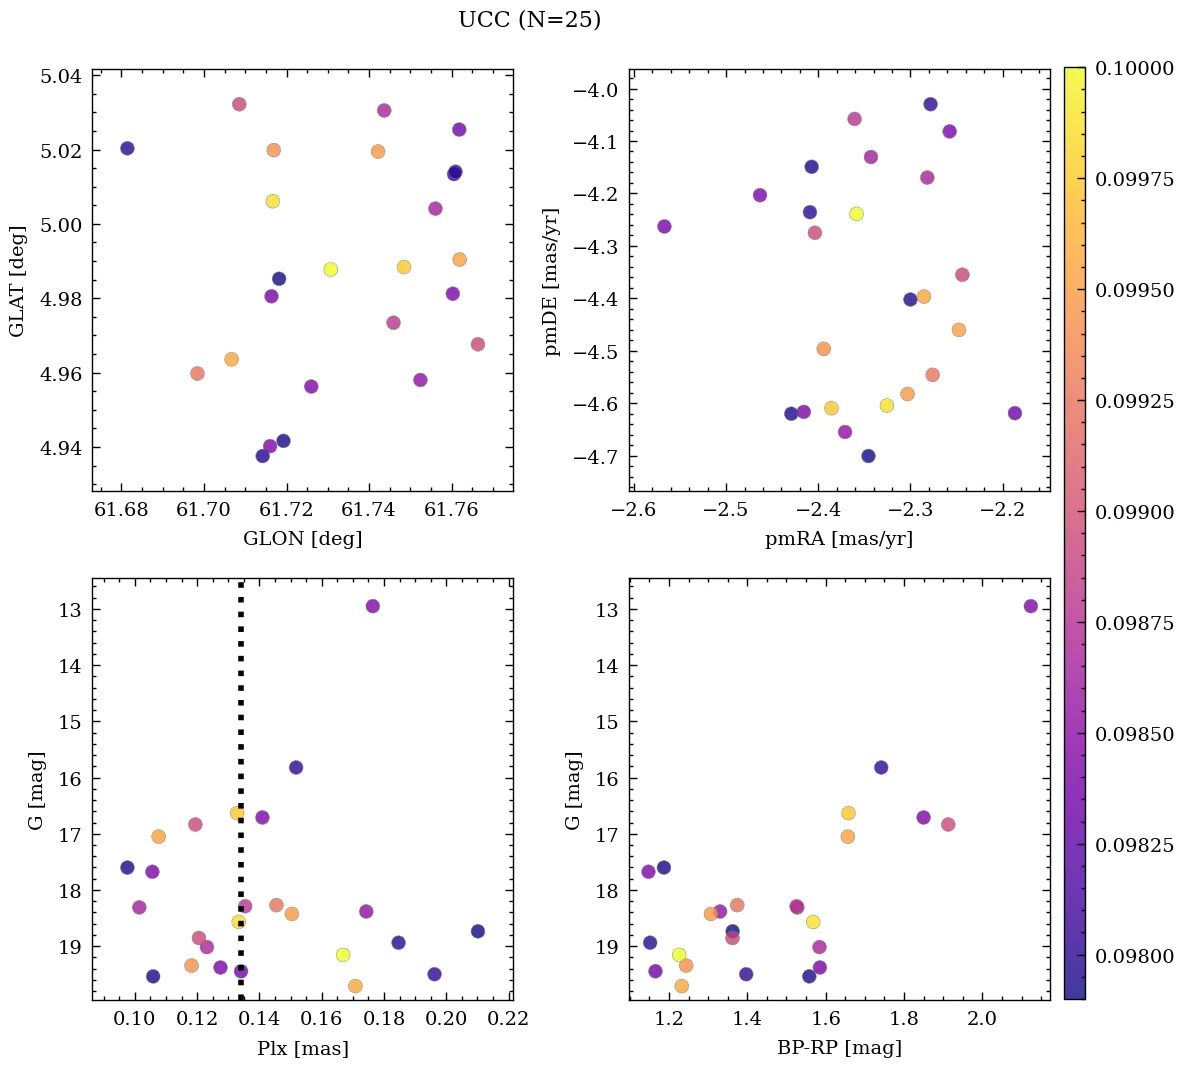 UCC (N=25)
5.04
5.02
5.00
4.98
4.96
4.94
GLAT [deg]
61.68 61.70 61.72 61.74 61.76
GLON [deg]
−4.0
−4.1
−4.2
−4.3
−4.4
−4.5
−4.6
−4.7
pmDE [mas/yr]
−2.6 −2.5 −2.4 −2.3 −2.2
pmRA [mas/yr]
13
14
15
16
17
18
19
G [mag]
0.10 0.12 0.14 0.16 0.18 0.20 0.22
Plx [mas]
13
14
15
16
17
18
19
G [mag]
1.2 1.4 1.6 1.8 2.0
BP-RP [mag]
0.10000
0.09975
0.09950
0.09925
0.09900
0.09875
0.09850
0.09825
0.09800